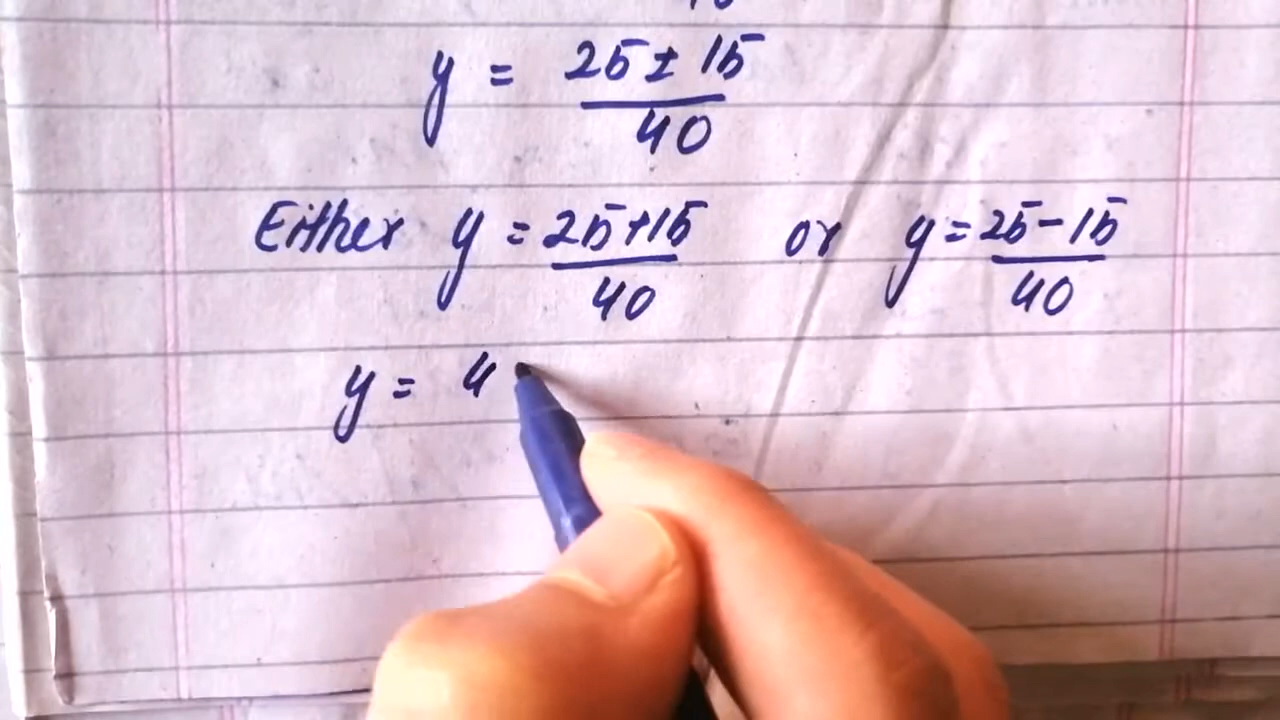 y = 25 ± 15 / 40
Either y = 25+15 / 40 or y = 25-15 / 40
y = 4